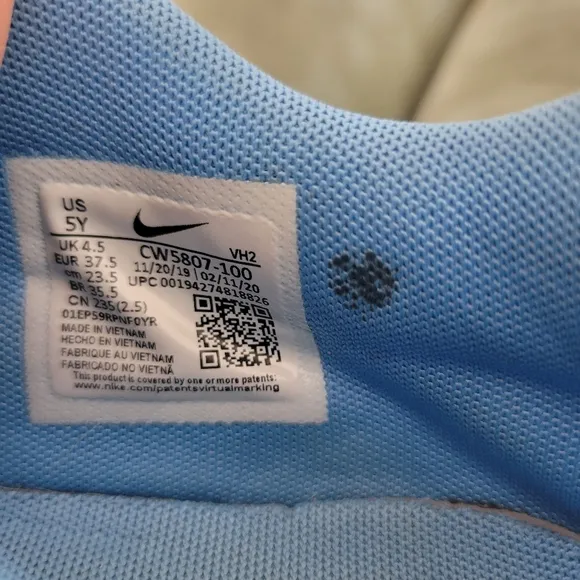 US
5Y
UK 4.5
EUR 37.5
cm 23.5
BR 35.5
CN 235(2.5)
CW5807-100 VH2
11/20/19 | 02/11/20
UPC 00194274818826
01EP59RPNF0YR
MADE IN VIETNAM
HECHO EN VIETNAM
FABRIQUE AU VIETNAM
FABRICADO NO VIETNÃ
This product is covered by one or more patents:
www.nike.com/patentsvirtualmarking